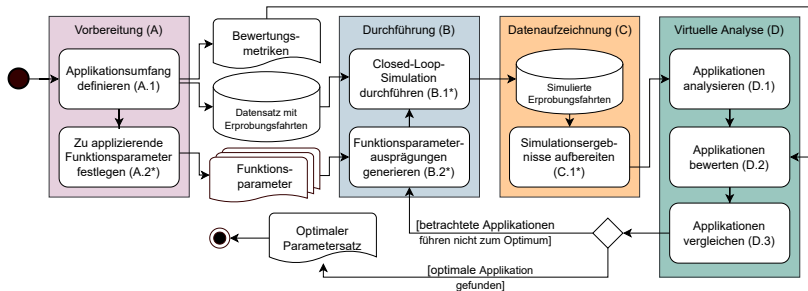 Vorbereitung (A)
Applikationsumfang
definieren (A.1)
Zu applizierende
Funktionsparameter
festlegen (A.2*)
Bewertungs-
metriken
Datensatz mit
Erprobungsfahrten
Funktions-
parameter
Durchführung (B)
Closed-Loop-
Simulation
durchführen (B.1*)
Funktionsparameter-
ausprägungen
generieren (B.2*)
Datenaufzeichnung (C)
Simulierte
Erprobungsfahrten
Simulationsergeb-
nisse aufbereiten
(C.1*)
Virtuelle Analyse (D)
Applikationen
analysieren (D.1)
Applikationen
bewerten (D.2)
Applikationen
vergleichen (D.3)
[betrachtete Applikationen
führen nicht zum Optimum]
[optimale Applikation
gefunden]
Optimaler
Parametersatz